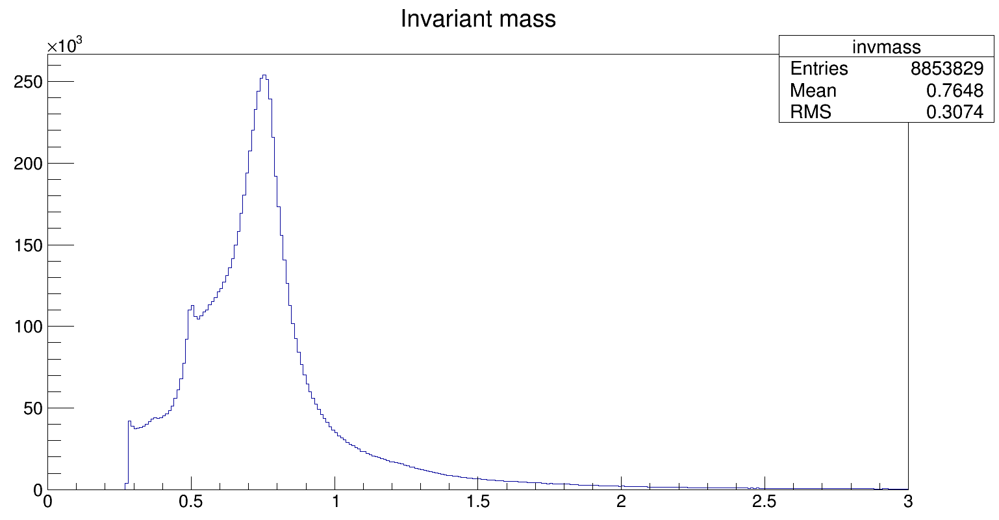 Invariant mass
×10³
invmass
Entries 8853829
Mean 0.7648
RMS 0.3074
250
200
150
100
50
0
0 0.5 1 1.5 2 2.5 3